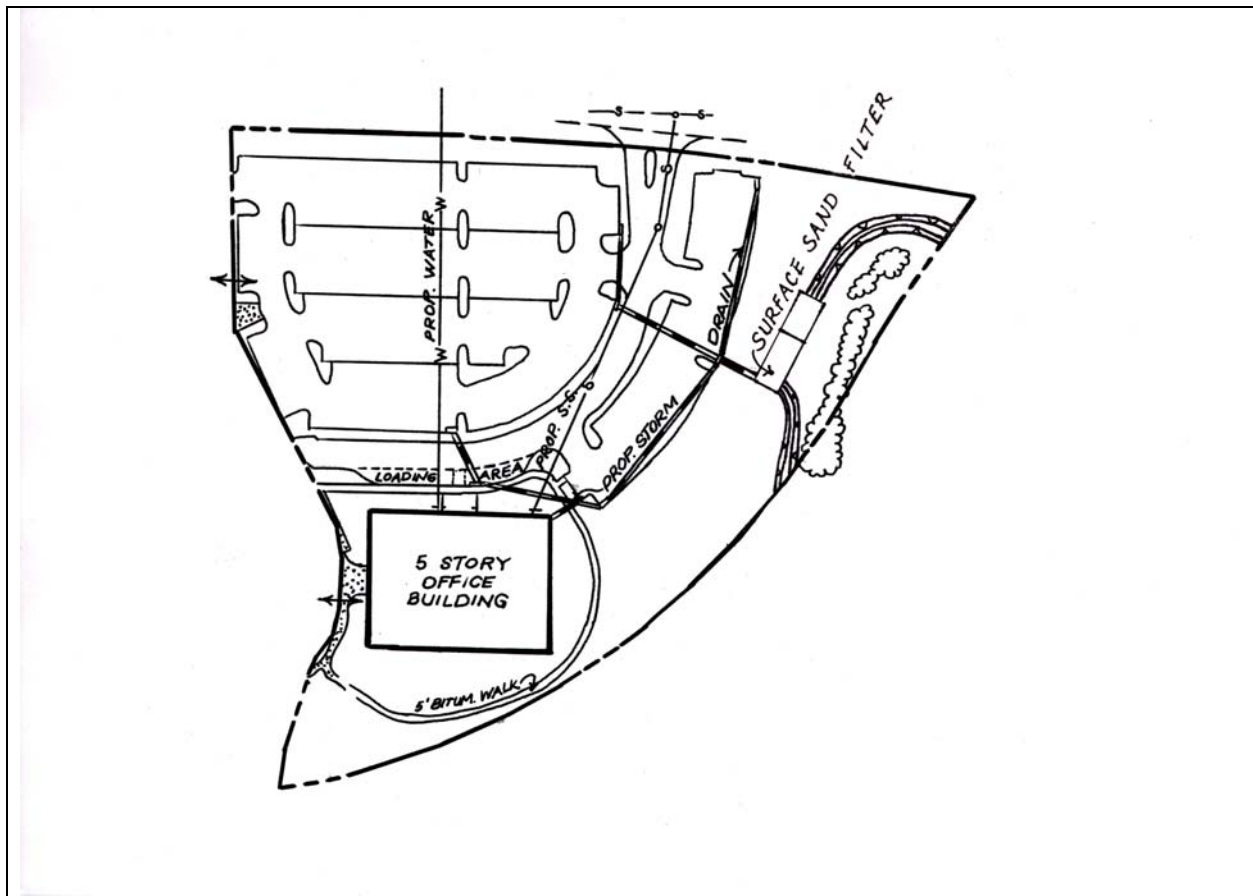 S S
SURFACE SAND FILTER
S
S
W
PROP. WATER
W
DRAIN
PROP. S.S.
PROP. STORM
LOADING AREA
5 STORY
OFFICE
BUILDING
5' BITUM. WALK